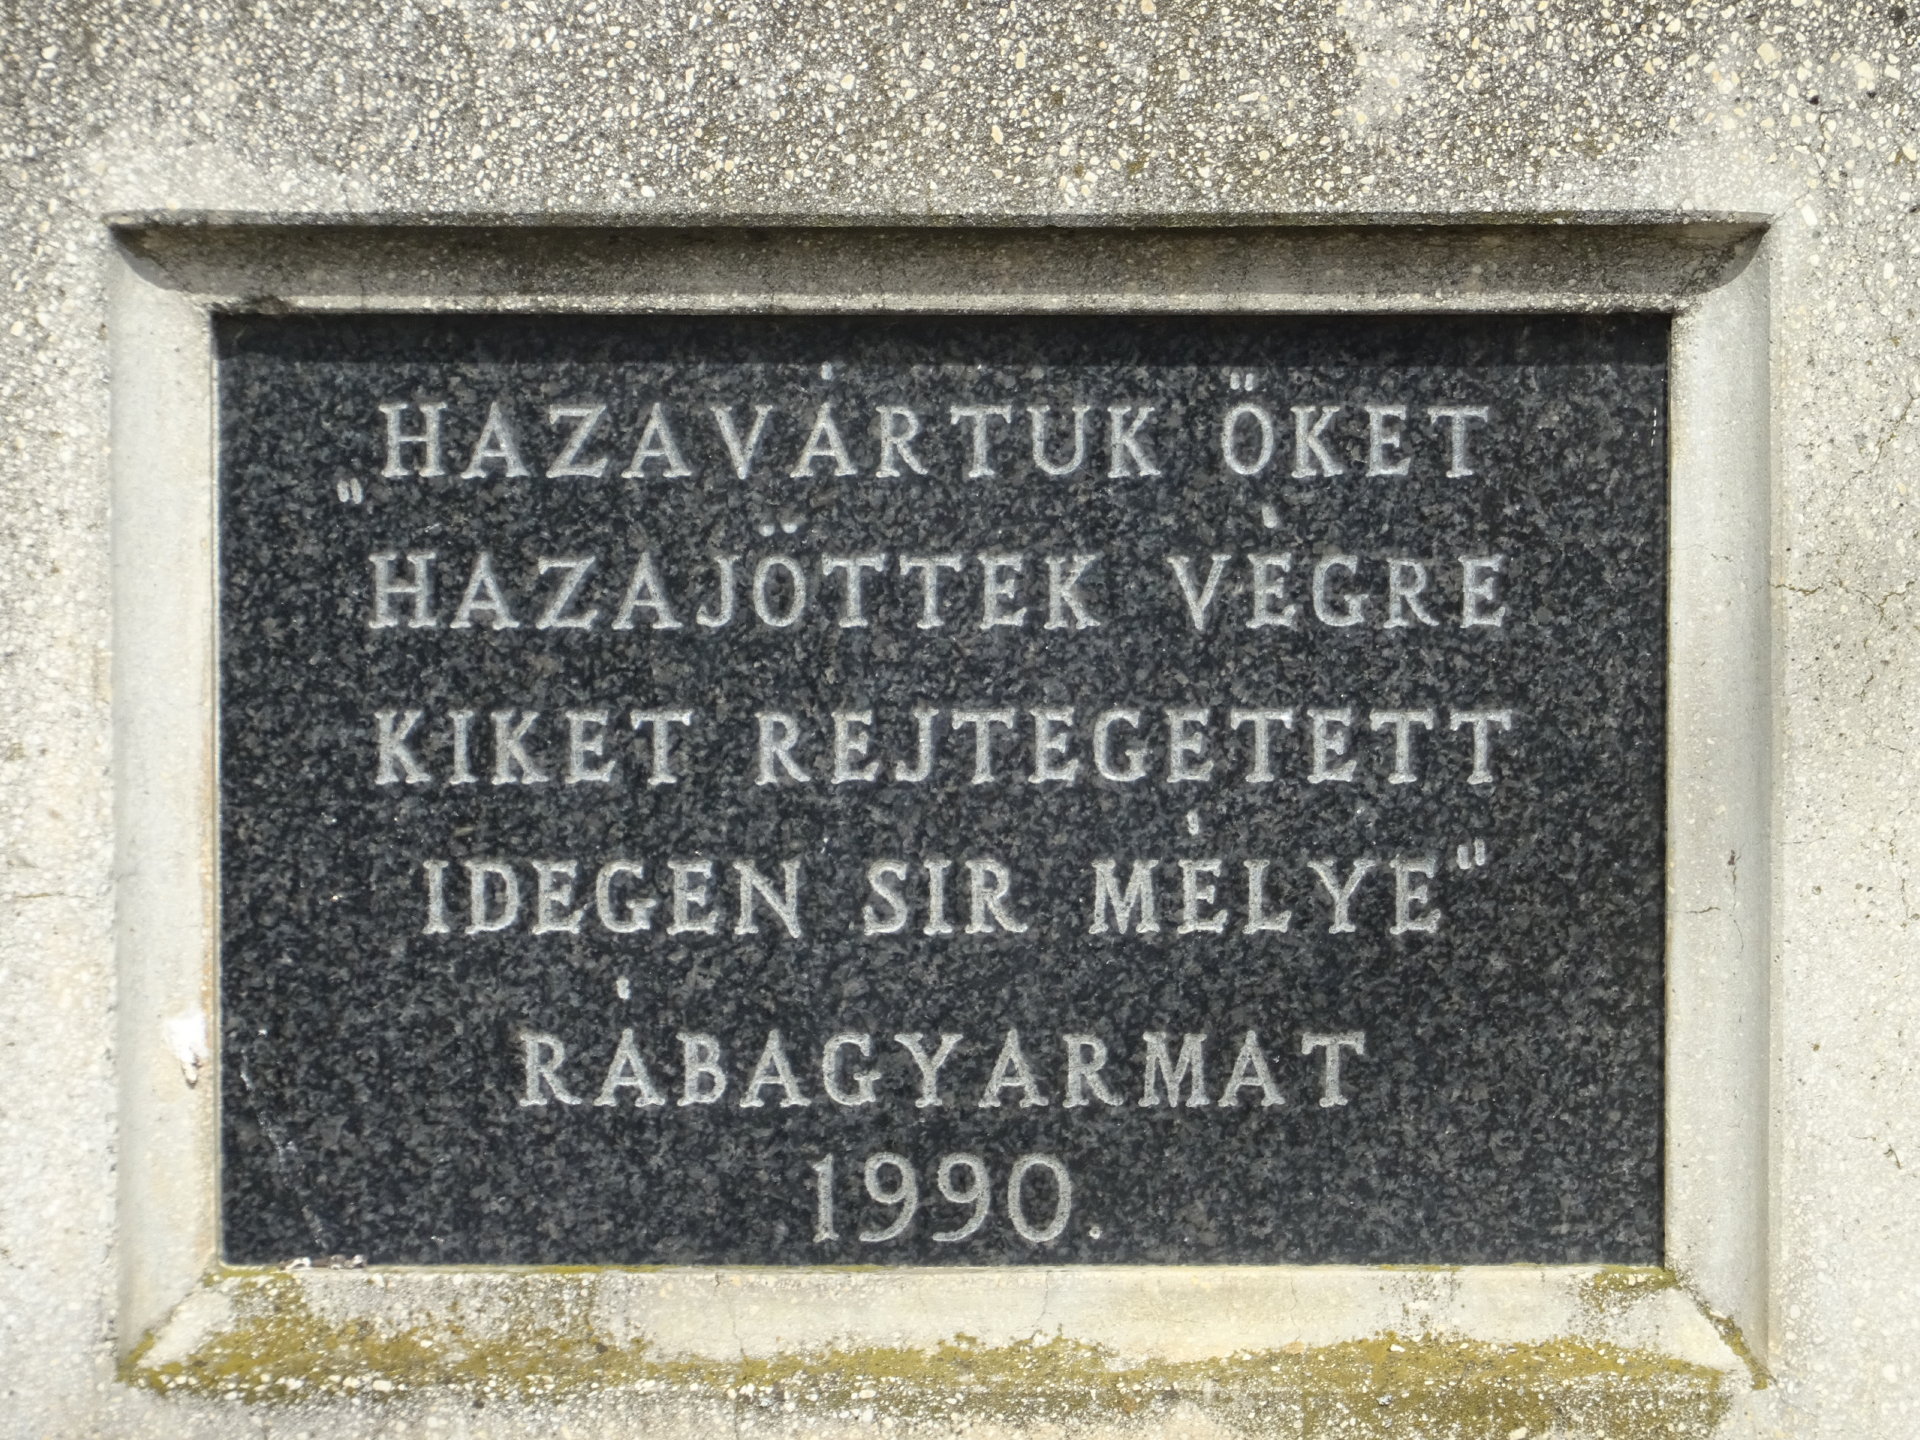 „HAZAVÁRTUK ŐKET
HAZAJÖTTEK VÉGRE
KIKET REJTEGETETT
IDEGEN SIR MÉLYE"
RÁBAGYARMAT
1990.